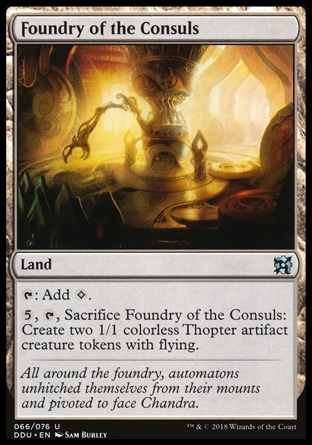 Foundry of the Consuls
Land
: Add .
5, , Sacrifice Foundry of the Consuls:
Create two 1/1 colorless Thopter artifact
creature tokens with flying.
All around the foundry, automatons
unhitched themselves from their mounts
and pivoted to face Chandra.
066/076 U
DDU • EN Sam Burley
™ & © 2018 Wizards of the Coast